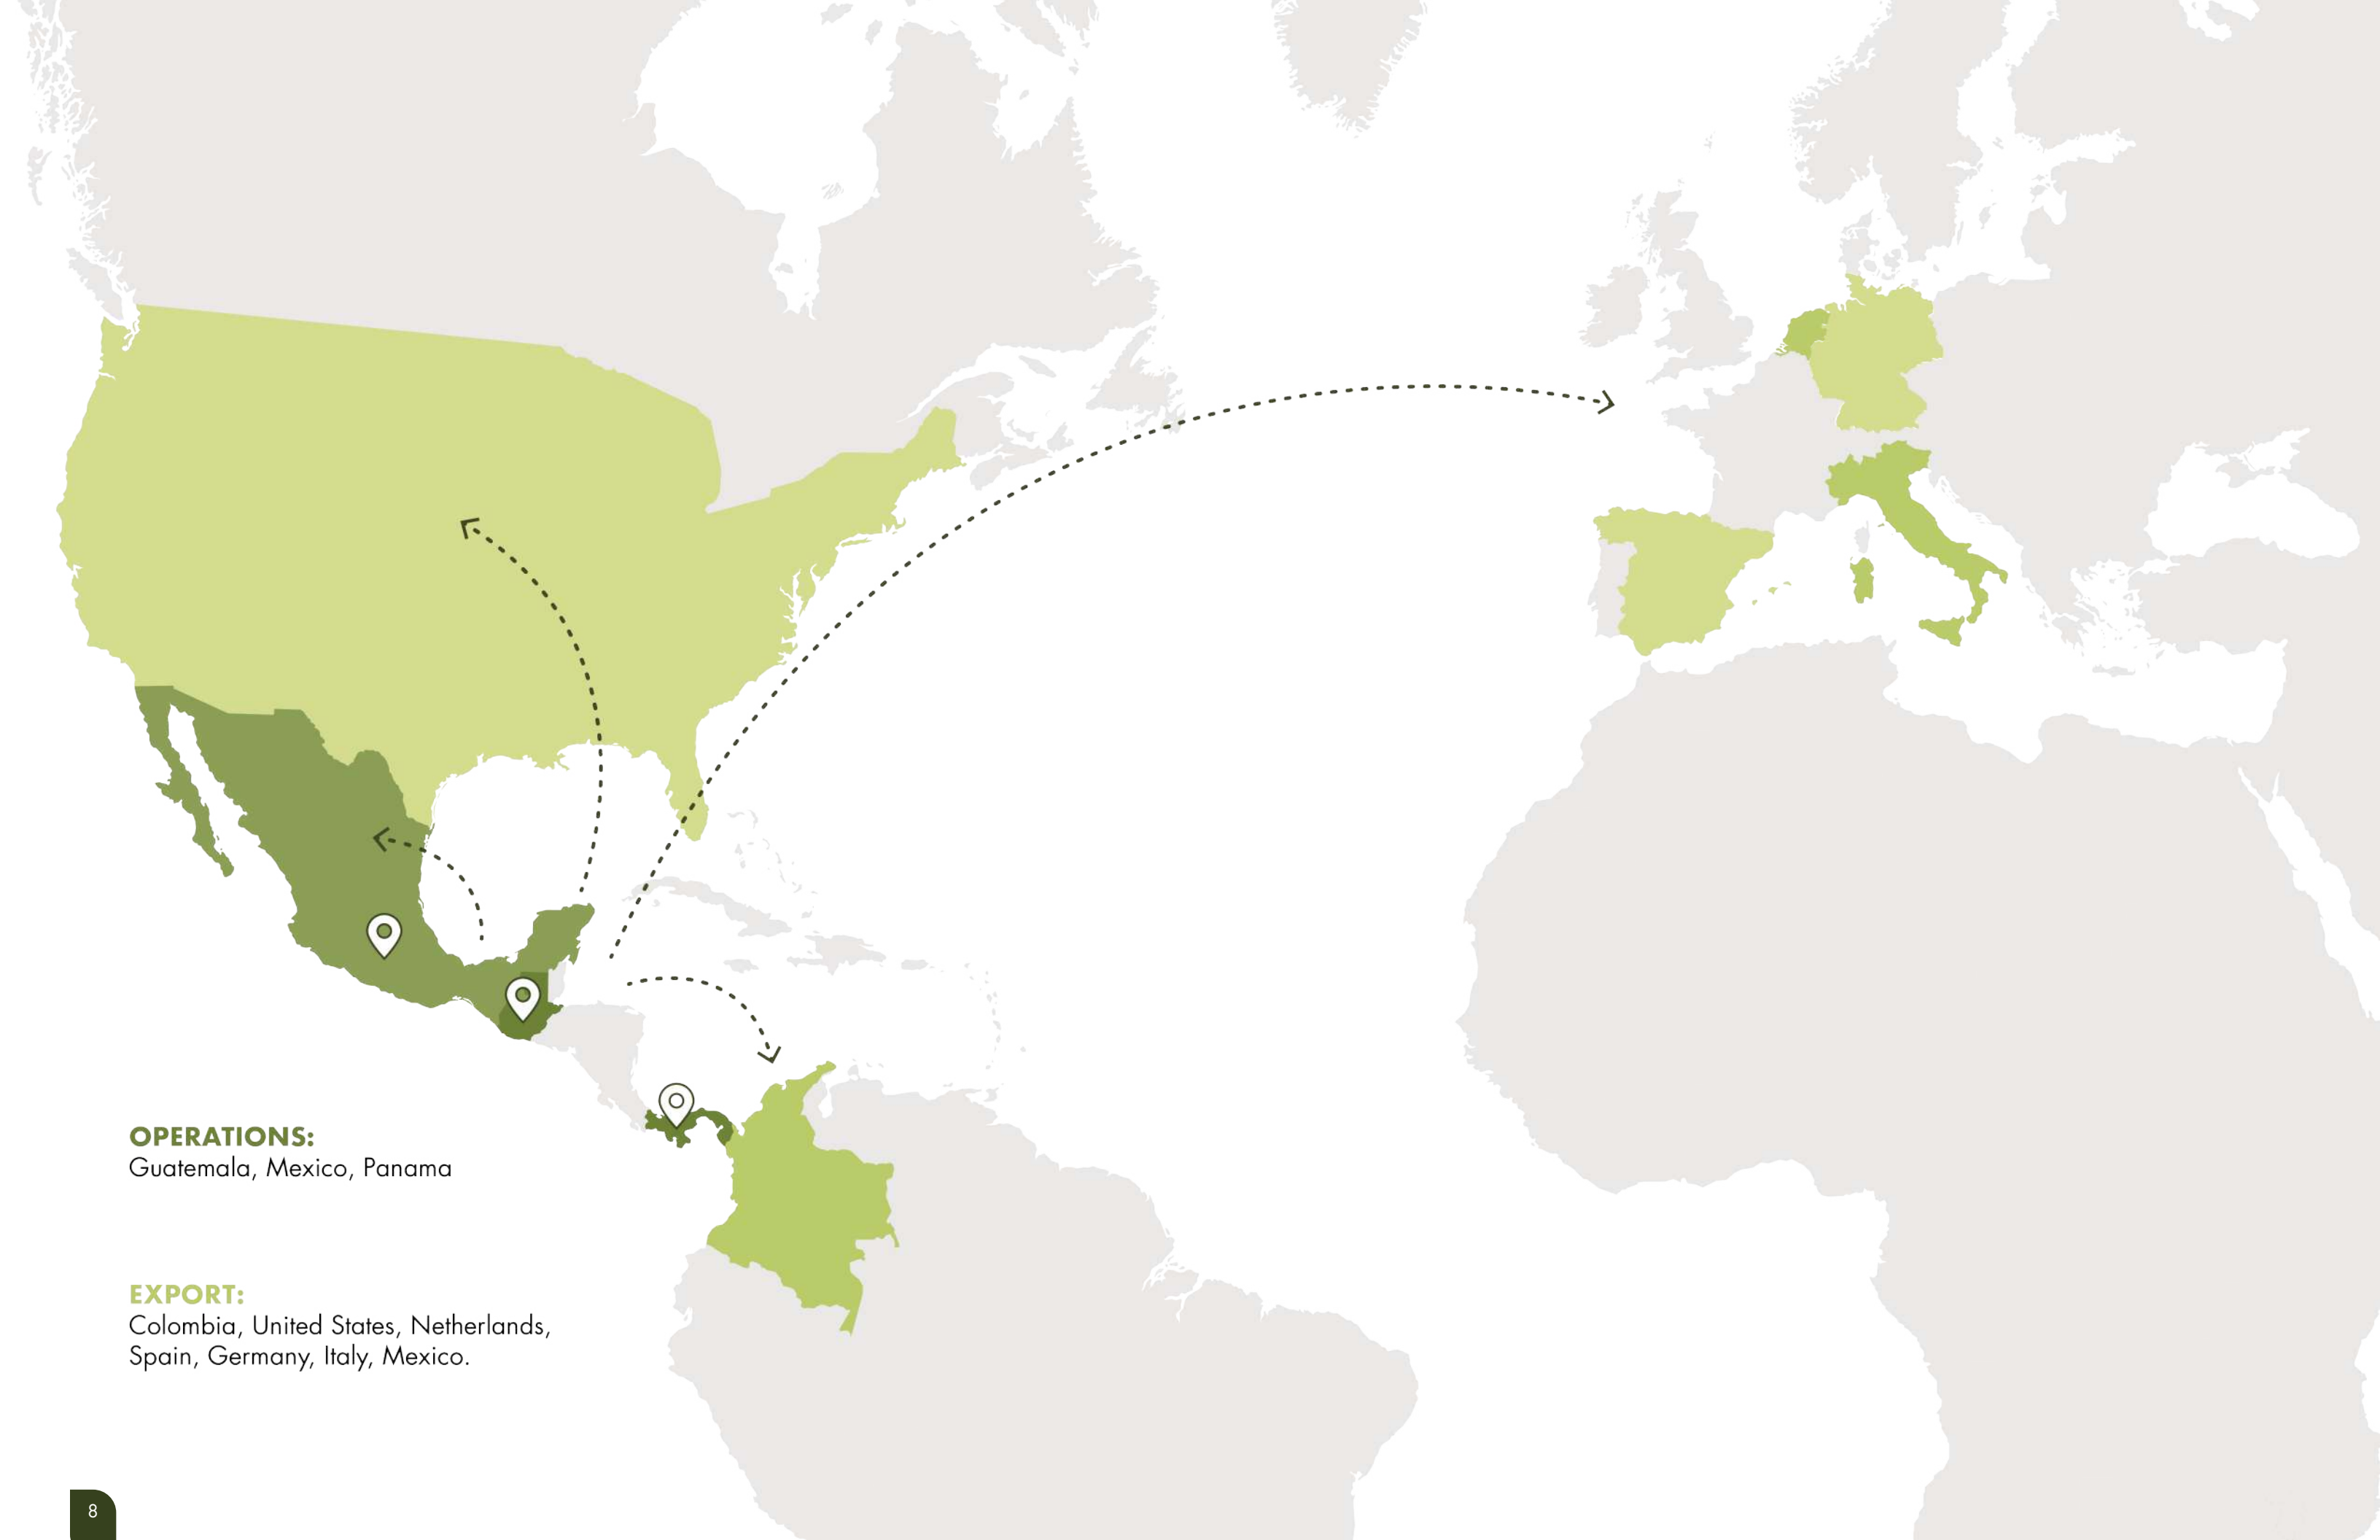 OPERATIONS:
Guatemala, Mexico, Panama
EXPORT:
Colombia, United States, Netherlands,
Spain, Germany, Italy, Mexico.
8